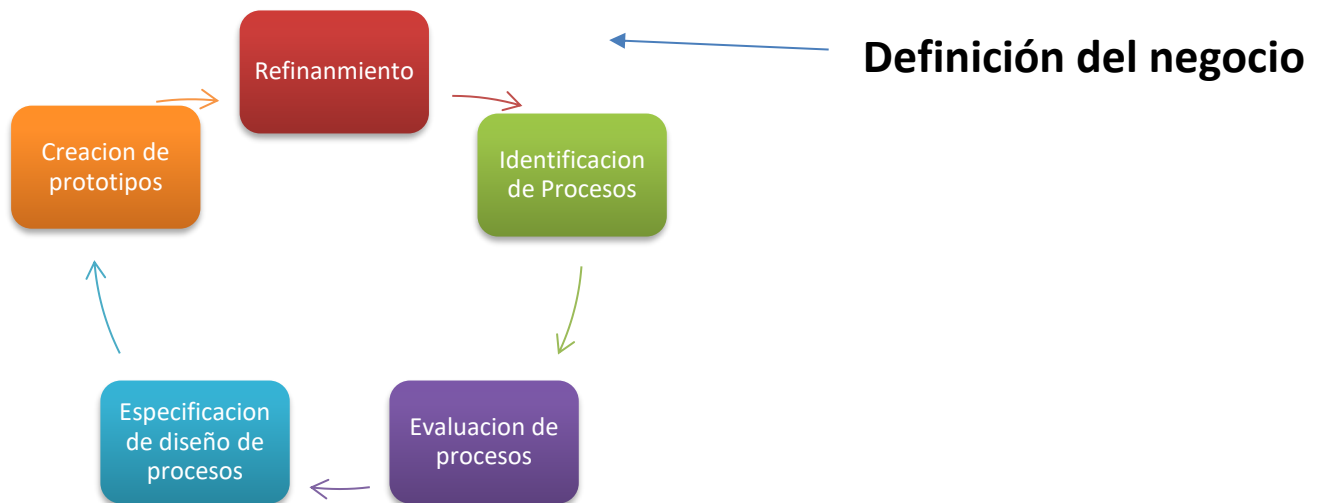 Definición del negocio
Refinanmiento
Identificacion
de Procesos
Evaluacion de
procesos
Especificacion
de diseño de
procesos
Creacion de
prototipos